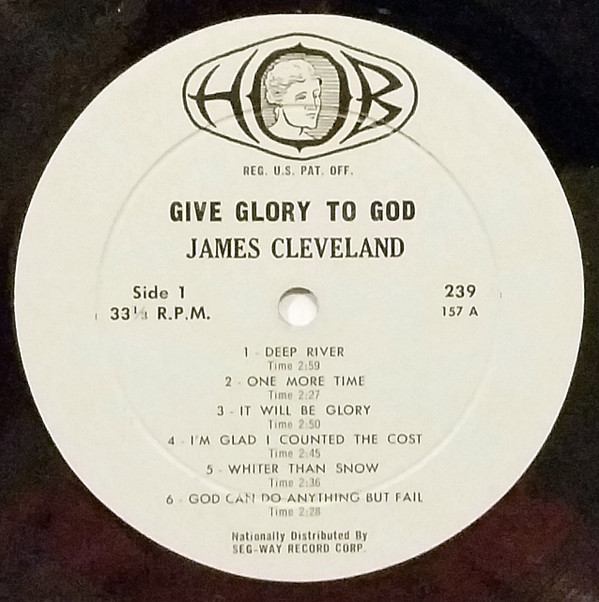 HOB
REG. U.S. PAT. OFF.
GIVE GLORY TO GOD
JAMES CLEVELAND
Side 1
239
33⅓ R.P.M.
157 A
1 - DEEP RIVER
Time 2:59
2 - ONE MORE TIME
Time 2:27
3 - IT WILL BE GLORY
Time 2:50
4 - I'M GLAD I COUNTED THE COST
Time 2:45
5 - WHITER THAN SNOW
Time 2:36
6 - GOD CAN DO ANYTHING BUT FAIL
Time 2:28
Nationally Distributed By
SEG-WAY RECORD CORP.